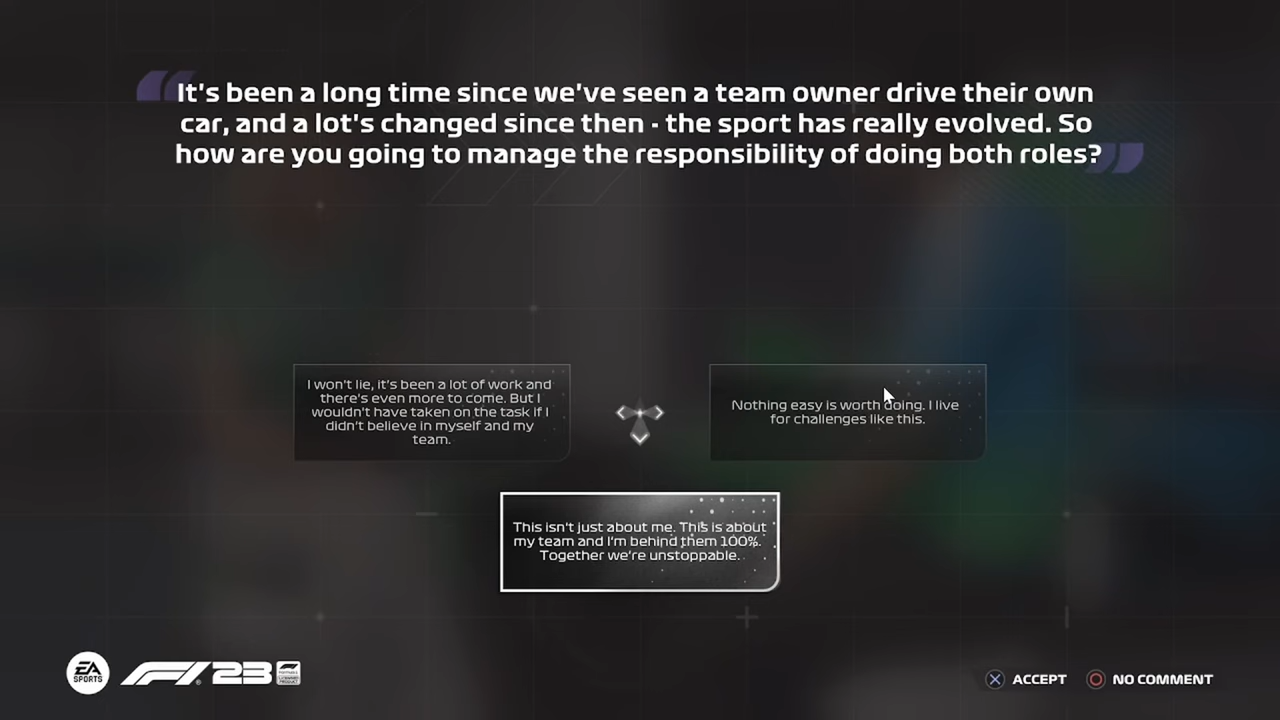 It's been a long time since we've seen a team owner drive their own
car, and a lot's changed since then - the sport has really evolved. So
how are you going to manage the responsibility of doing both roles?
I won't lie, it's been a lot of work and
there's even more to come. But I
wouldn't have taken on the task if I
didn't believe in myself and my
team.
Nothing easy is worth doing. I live
for challenges like this.
This isn't just about me. This is about
my team and I'm behind them 100%.
Together we're unstoppable.
EA
SPORTS
F1 23
ACCEPT
NO COMMENT